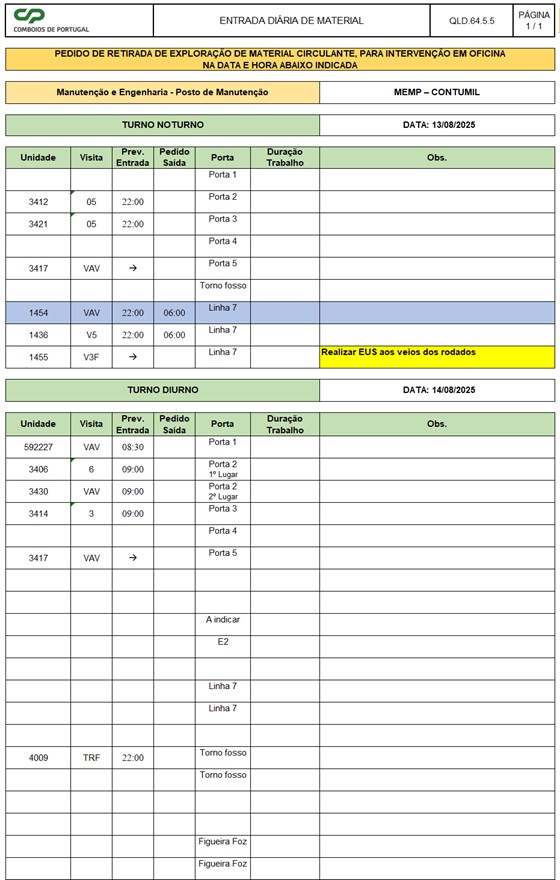 CP
COMBOIOS DE PORTUGAL
ENTRADA DIÁRIA DE MATERIAL
QLD.64.5.5
PÁGINA
1 / 1
PEDIDO DE RETIRADA DE EXPLORAÇÃO DE MATERIAL CIRCULANTE, PARA INTERVENÇÃO EM OFICINA
NA DATA E HORA ABAIXO INDICADA
Manutenção e Engenharia - Posto de Manutenção MEMP – CONTUMIL
TURNO NOTURNO DATA: 13/08/2025
Unidade Visita Prev. Entrada Pedido Saída Porta Duração Trabalho Obs.
Porta 1
3412 05 22:00 Porta 2
3421 05 22:00 Porta 3
Porta 4
3417 VAV → Porta 5
Torno fosso
1454 VAV 22:00 06:00 Linha 7
1436 V5 22:00 06:00 Linha 7
1455 V3F → Linha 7 Realizar EUS aos veios dos rodados
TURNO DIURNO DATA: 14/08/2025
Unidade Visita Prev. Entrada Pedido Saída Porta Duração Trabalho Obs.
592227 VAV 08:30 Porta 1
3406 6 09:00 Porta 2 1º Lugar
3430 VAV 09:00 Porta 2 2º Lugar
3414 3 09:00 Porta 3
Porta 4
3417 VAV → Porta 5
A indicar
E2
Linha 7
Linha 7
4009 TRF 22:00 Torno fosso
Torno fosso
Figueira Foz
Figueira Foz